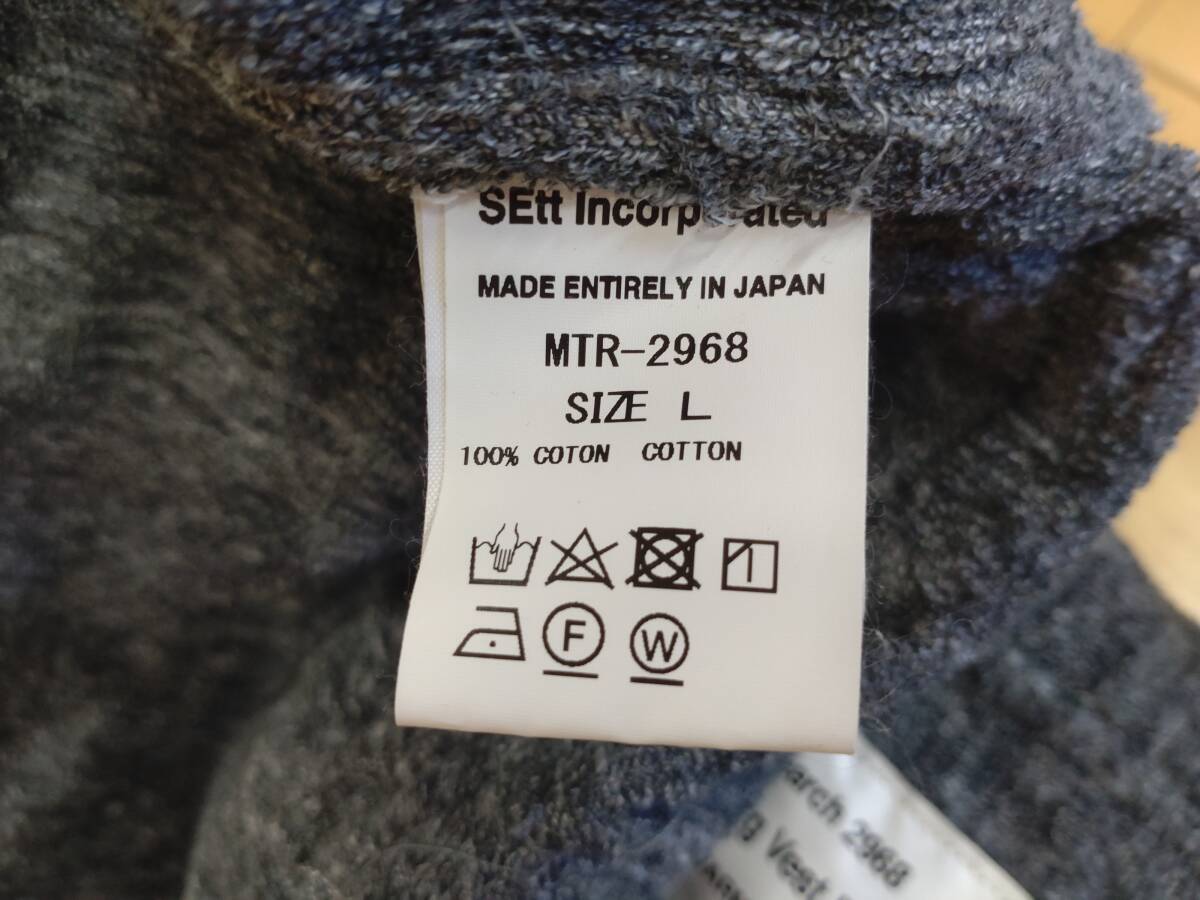 SEtt Incorporated
MADE ENTIRELY IN JAPAN
MTR-2968
SIZE L
100% COTON COTTON
F W
arch 2968
g Vest